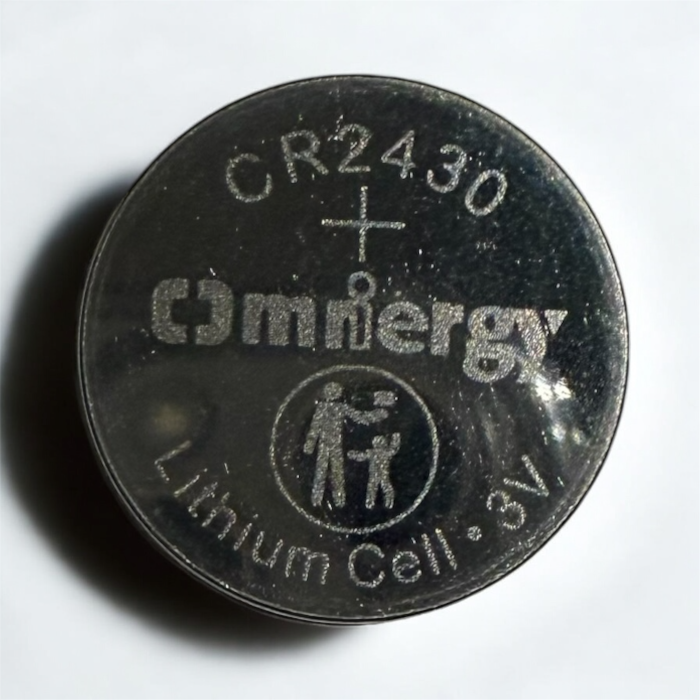 CR2430
+
Omnergy
Lithium Cell • 3V